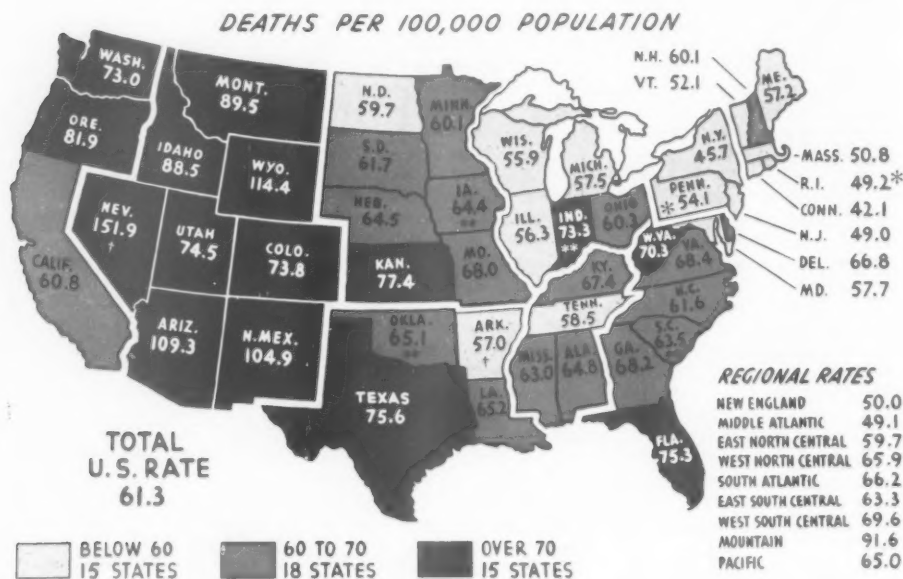 DEATHS PER 100,000 POPULATION
WASH.
73.0
ORE.
81.9
CALIF.
60.8
NEV.
151.9
†
IDAHO
88.5
MONT.
89.5
WYO.
114.4
UTAH
74.5
COLO.
73.8
ARIZ.
109.3
N.MEX.
104.9
N.D.
59.7
S.D.
61.7
NEB.
64.5
KAN.
77.4
OKLA.
65.1
**
TEXAS
75.6
MINN.
60.1
IA.
64.4
**
MO.
68.0
ARK.
57.0
†
LA.
65.2
WIS.
55.9
ILL.
56.3
MICH.
57.5
IND.
73.3
**
OHIO
60.3
KY.
67.4
TENN.
58.5
MISS.
63.0
ALA.
64.8
GA.
68.2
FLA.
75.3
S.C.
63.5
N.C.
61.6
VA.
68.4
W.VA.
70.3
PENN.
* 54.1
N.Y.
45.7
ME.
57.2
N.H. 60.1
VT. 52.1
MASS. 50.8
R.I. 49.2*
CONN. 42.1
N.J. 49.0
DEL. 66.8
MD. 57.7
TOTAL
U.S. RATE
61.3
REGIONAL RATES
NEW ENGLAND 50.0
MIDDLE ATLANTIC 49.1
EAST NORTH CENTRAL 59.7
WEST NORTH CENTRAL 65.9
SOUTH ATLANTIC 66.2
EAST SOUTH CENTRAL 63.3
WEST SOUTH CENTRAL 69.6
MOUNTAIN 91.6
PACIFIC 65.0
BELOW 60
15 STATES
60 TO 70
18 STATES
OVER 70
15 STATES